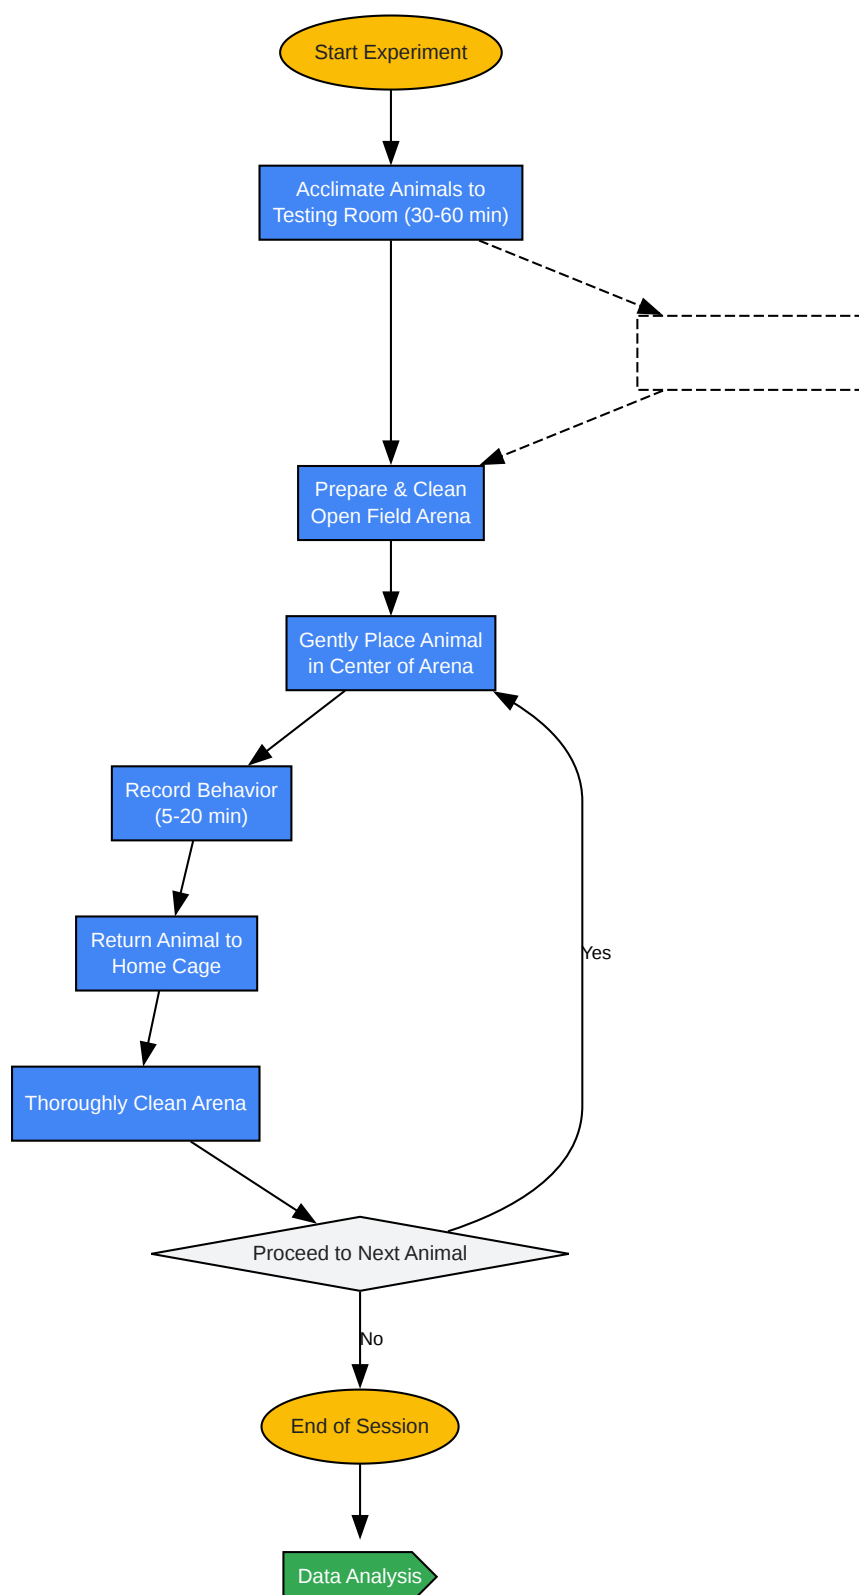 Start Experiment
Acclimate Animals to
Testing Room (30-60 min)
Prepare & Clean
Open Field Arena
Gently Place Animal
in Center of Arena
Record Behavior
(5-20 min)
Return Animal to
Home Cage
Yes
Thoroughly Clean Arena
Proceed to Next Animal
No
End of Session
Data Analysis